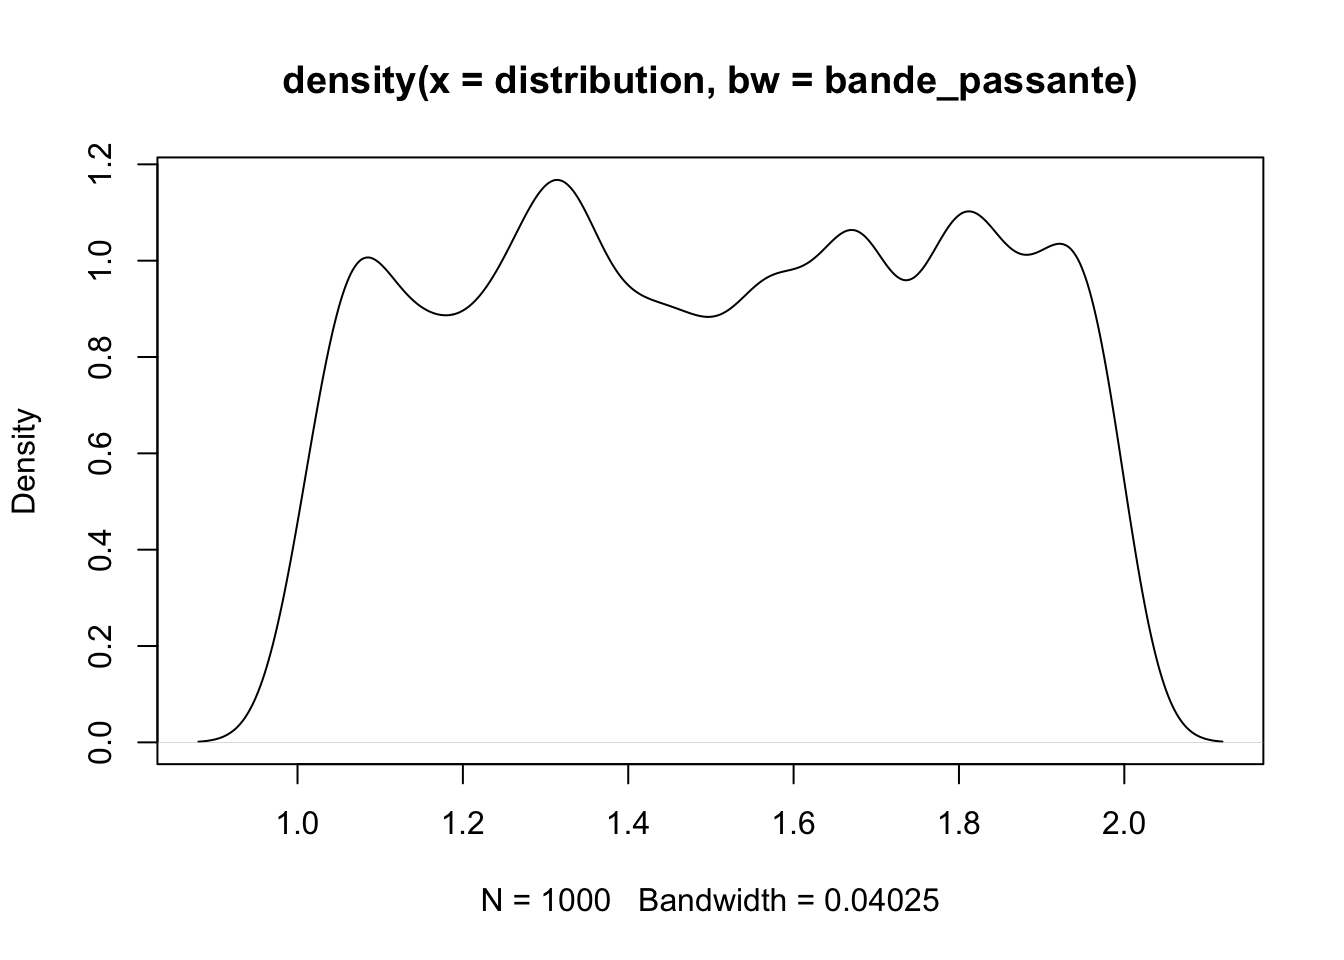 density(x = distribution, bw = bande_passante)
Density
1.2
1.0
0.8
0.6
0.4
0.2
0.0
1.0 1.2 1.4 1.6 1.8 2.0
N = 1000 Bandwidth = 0.04025